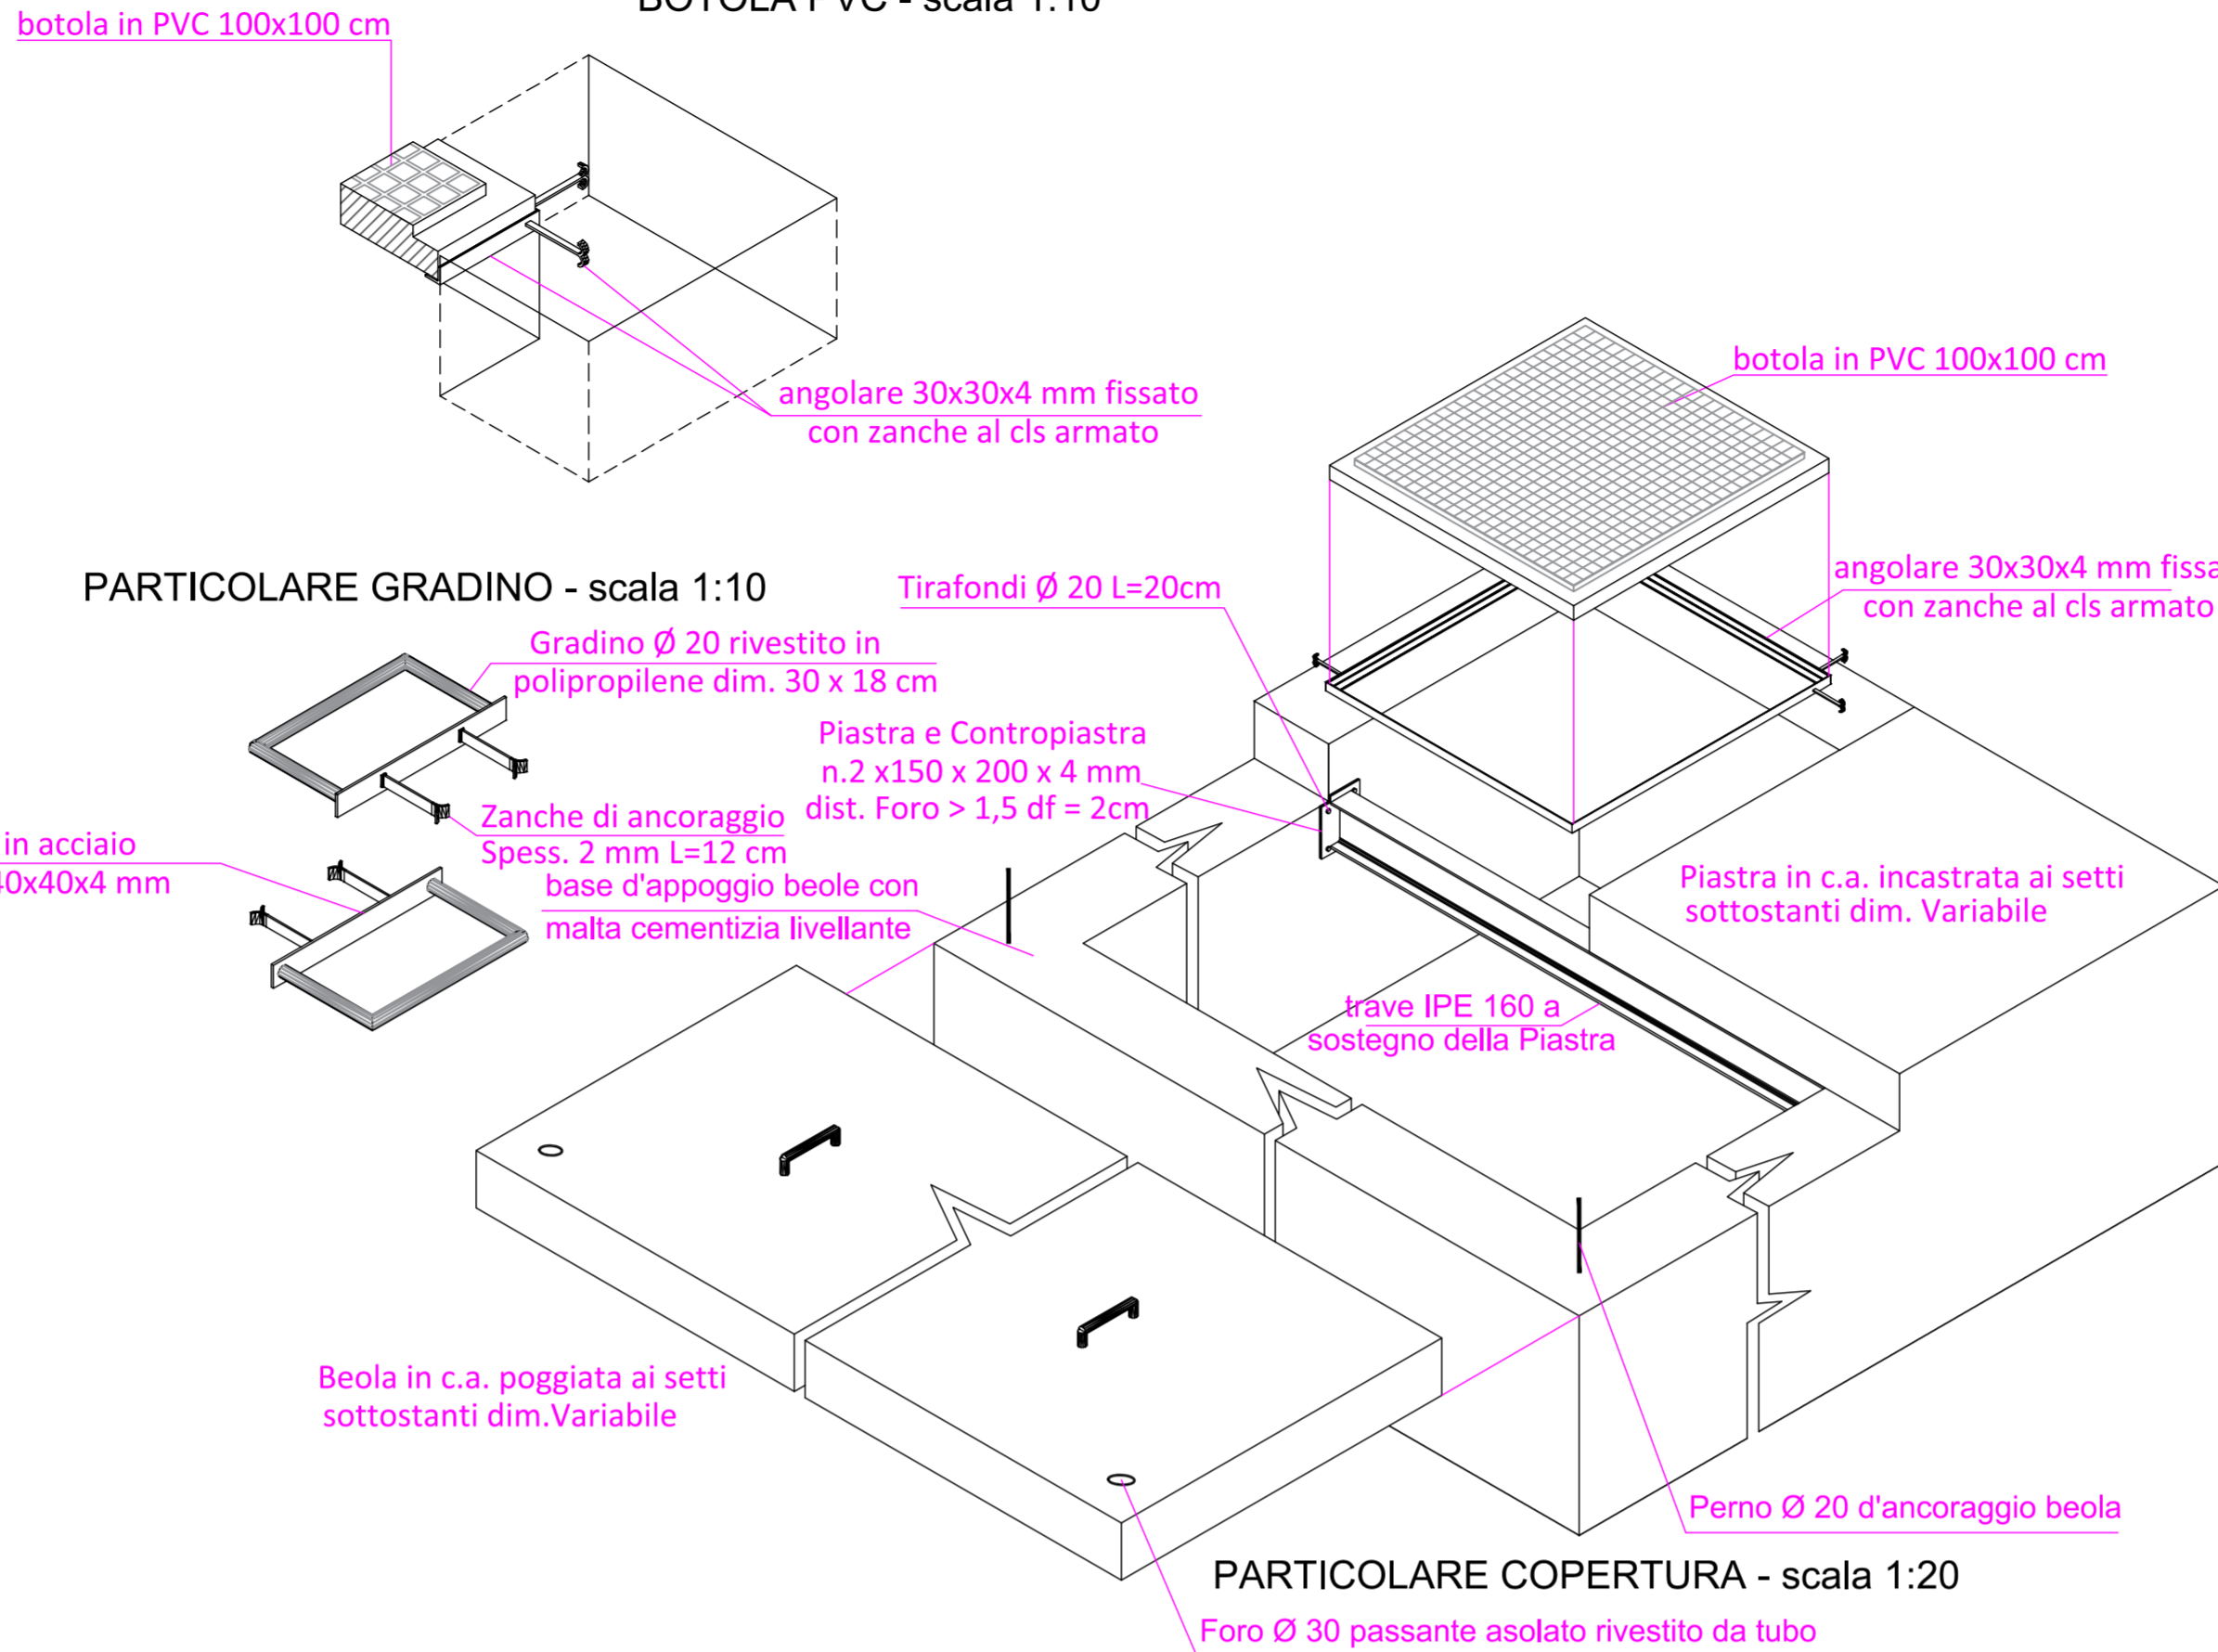 BOTOLA PVC - scala 1:10
botola in PVC 100x100 cm
angolare 30x30x4 mm fissato
con zanche al cls armato
botola in PVC 100x100 cm
angolare 30x30x4 mm fissa
con zanche al cls armato
PARTICOLARE GRADINO - scala 1:10
Tirafondi Ø 20 L=20cm
Gradino Ø 20 rivestito in
polipropilene dim. 30 x 18 cm
Piastra e Contropiastra
n.2 x150 x 200 x 4 mm
dist. Foro > 1,5 df = 2cm
Zanche di ancoraggio
Spess. 2 mm L=12 cm
in acciaio
40x40x4 mm
base d'appoggio beole con
malta cementizia livellante
Piastra in c.a. incastrata ai setti
sottostanti dim. Variabile
trave IPE 160 a
sostegno della Piastra
Beola in c.a. poggiata ai setti
sottostanti dim.Variabile
Perno Ø 20 d'ancoraggio beola
PARTICOLARE COPERTURA - scala 1:20
Foro Ø 30 passante asolato rivestito da tubo